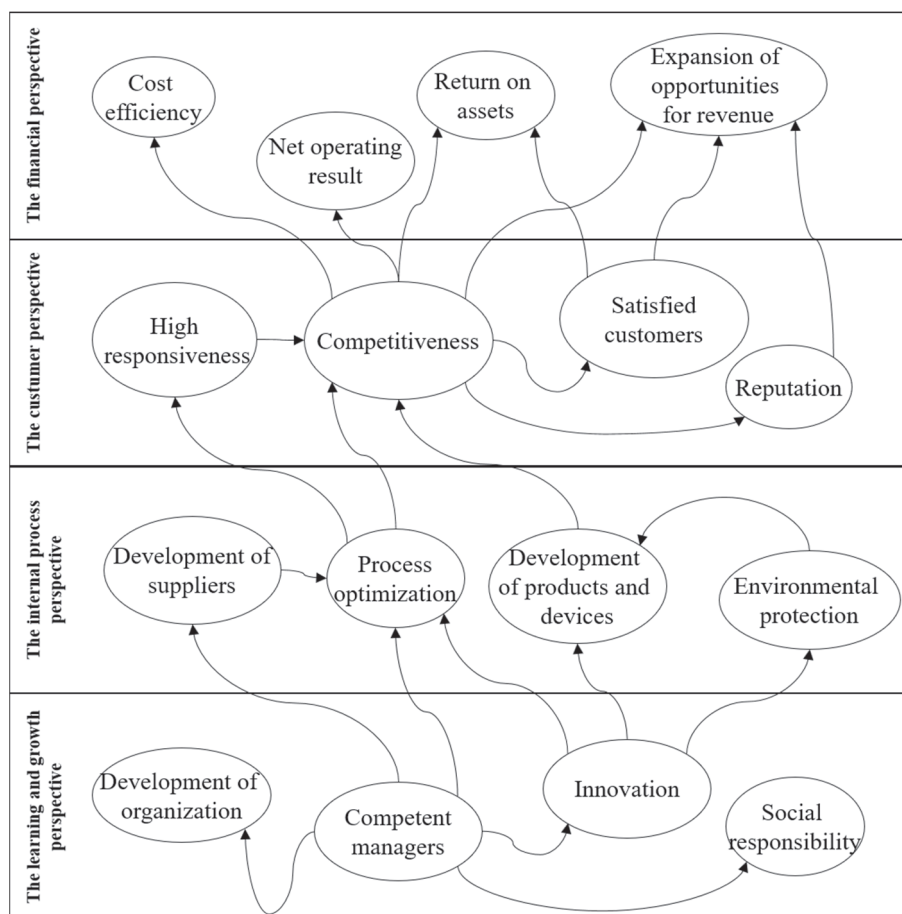 The financial perspective
Cost
efficiency
Net operating
result
Return on
assets
Expansion of
opportunities
for revenue
The custumer perspective
High
responsiveness
Competitiveness
Satisfied
customers
Reputation
The internal process
perspective
Development of
suppliers
Process
optimization
Development
of products and
devices
Environmental
protection
The learning and growth
perspective
Development of
organization
Competent
managers
Innovation
Social
responsibility